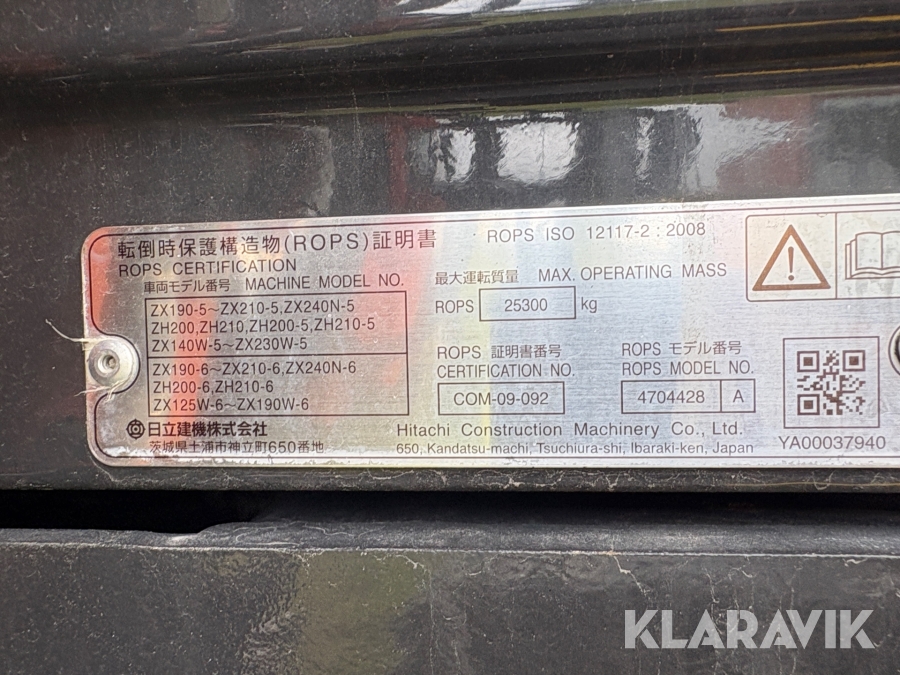 転倒時保護構造物(ROPS)証明書
ROPS CERTIFICATION
ROPS ISO 12117-2 : 2008
車両モデル番号 MACHINE MODEL NO.
ZX190-5~ZX210-5,ZX240N-5
ZH200,ZH210,ZH200-5,ZH210-5
ZX140W-5~ZX230W-5
ZX190-6~ZX210-6,ZX240N-6
ZH200-6,ZH210-6
ZX125W-6~ZX190W-6
最大運転質量 MAX. OPERATING MASS
ROPS 25300 kg
ROPS 証明書番号
CERTIFICATION NO.
COM-09-092
ROPS モデル番号
ROPS MODEL NO.
4704428 A
日立建機株式会社
茨城県土浦市神立町650番地
Hitachi Construction Machinery Co., Ltd.
650, Kandatsu-machi, Tsuchiura-shi, Ibaraki-ken, Japan
YA00037940
KLARAVIK